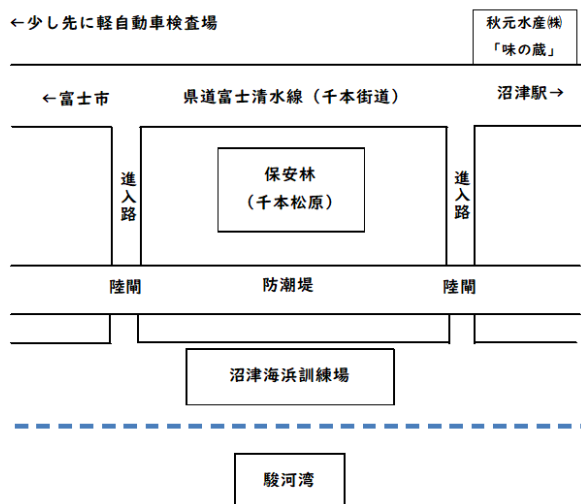 ←少し先に軽自動車検査場
秋元水産㈱
「味の蔵」
←富士市
県道富士清水線（千本街道）
沼津駅→
進入路
保安林
（千本松原）
進入路
陸閘
防潮堤
陸閘
沼津海浜訓練場
駿河湾